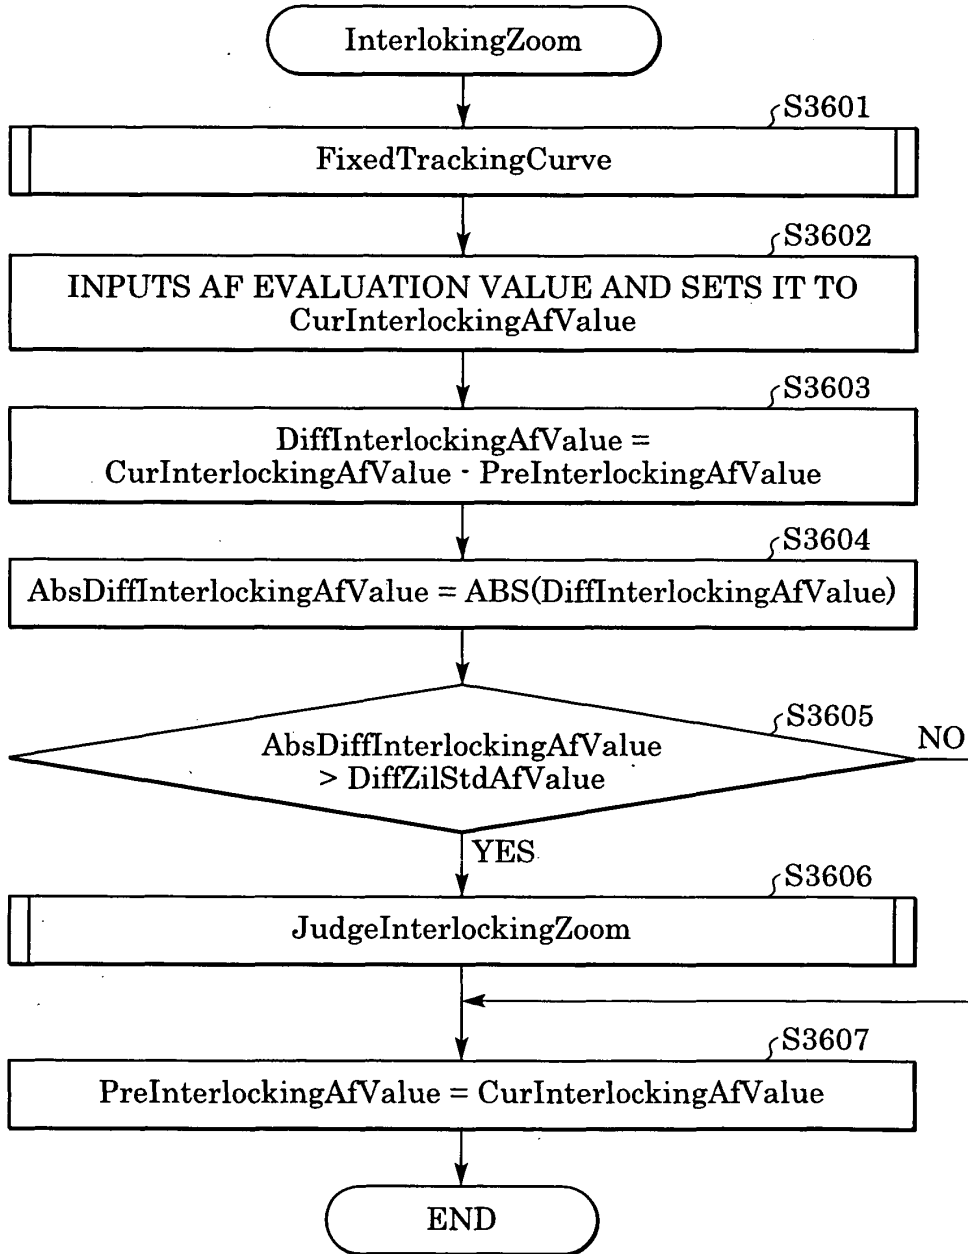 InterlokingZoom
S3601
FixedTrackingCurve
S3602
INPUTS AF EVALUATION VALUE AND SETS IT TO
CurInterlockingAfValue
S3603
DiffInterlockingAfValue =
CurInterlockingAfValue - PreInterlockingAfValue
S3604
AbsDiffInterlockingAfValue = ABS(DiffInterlockingAfValue)
S3605
AbsDiffInterlockingAfValue
> DiffZilStdAfValue
NO
YES
S3606
JudgeInterlockingZoom
S3607
PreInterlockingAfValue = CurInterlockingAfValue
END